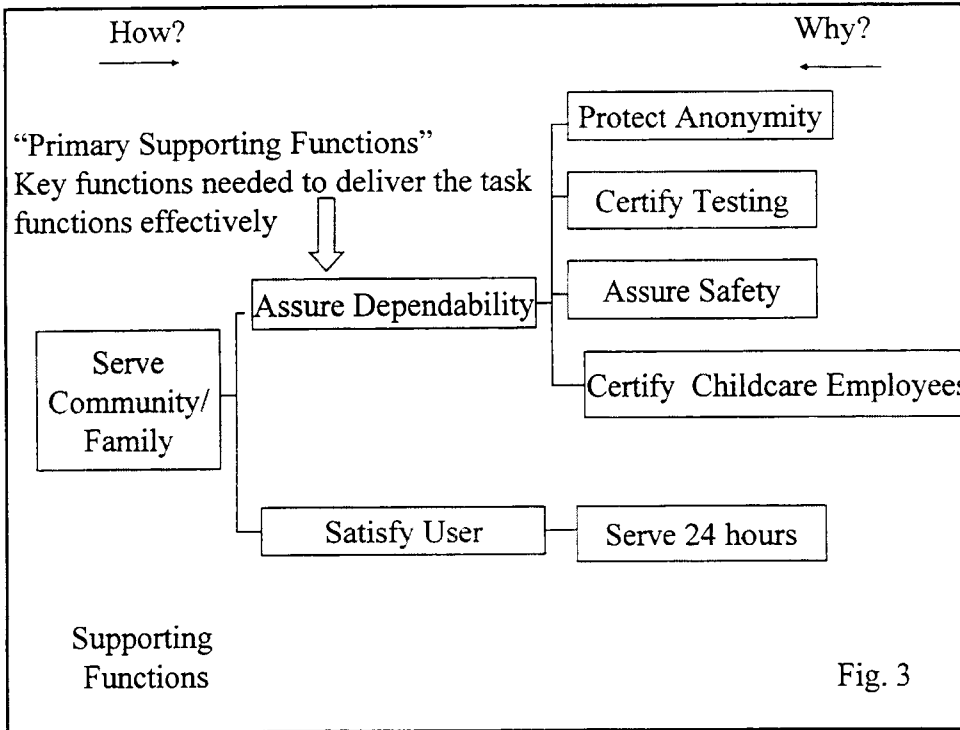 How?
Why?
“Primary Supporting Functions”
Key functions needed to deliver the task
functions effectively
Protect Anonymity
Certify Testing
Assure Safety
Certify Childcare Employees
Assure Dependability
Serve
Community/
Family
Satisfy User
Serve 24 hours
Supporting
Functions
Fig. 3